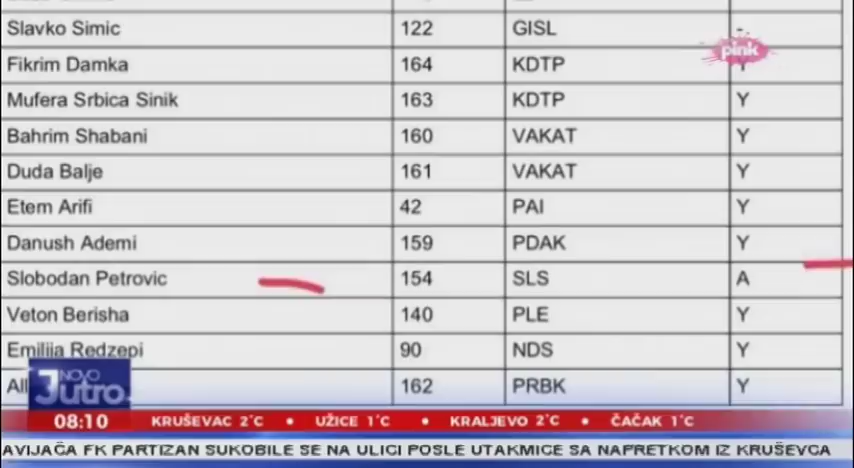 Slavko Simic 122 GISL -
pink
Fikrim Damka 164 KDTP Y
Mufera Srbica Sinik 163 KDTP Y
Bahrim Shabani 160 VAKAT Y
Duda Balje 161 VAKAT Y
Etem Arifi 42 PAI Y
Danush Ademi 159 PDAK Y
Slobodan Petrovic 154 SLS A
Veton Berisha 140 PLE Y
Emilija Redzepi 90 NDS Y
162 PRBK Y
NOVO
Jutro
08:10 KRUŠEVAC 2°C • UŽICE 1°C • KRALJEVO 2°C • ČAČAK 1°C
AVIJAČA FK PARTIZAN SUKOBILE SE NA ULICI POSLE UTAKMICE SA NAPRETKOM IZ KRUŠEVCA